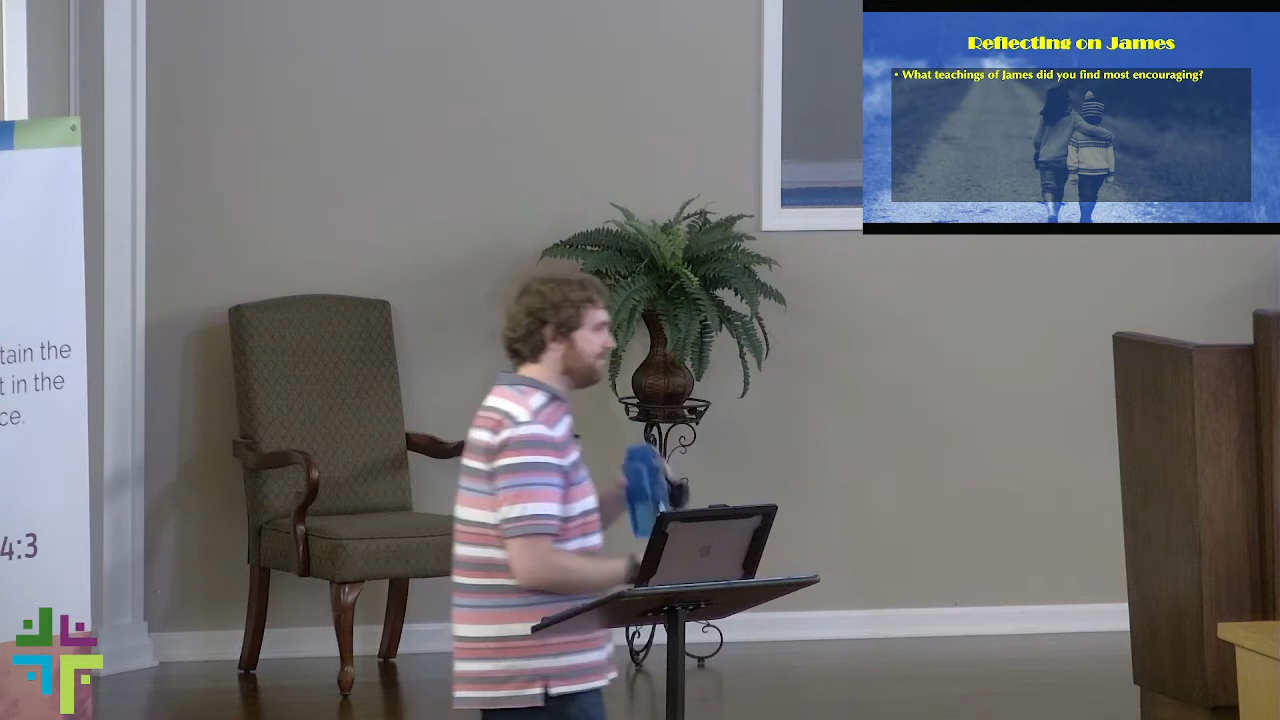 Reflecting on James
• What teachings of James did you find most encouraging?
tain the
t in the
ce.
4:3